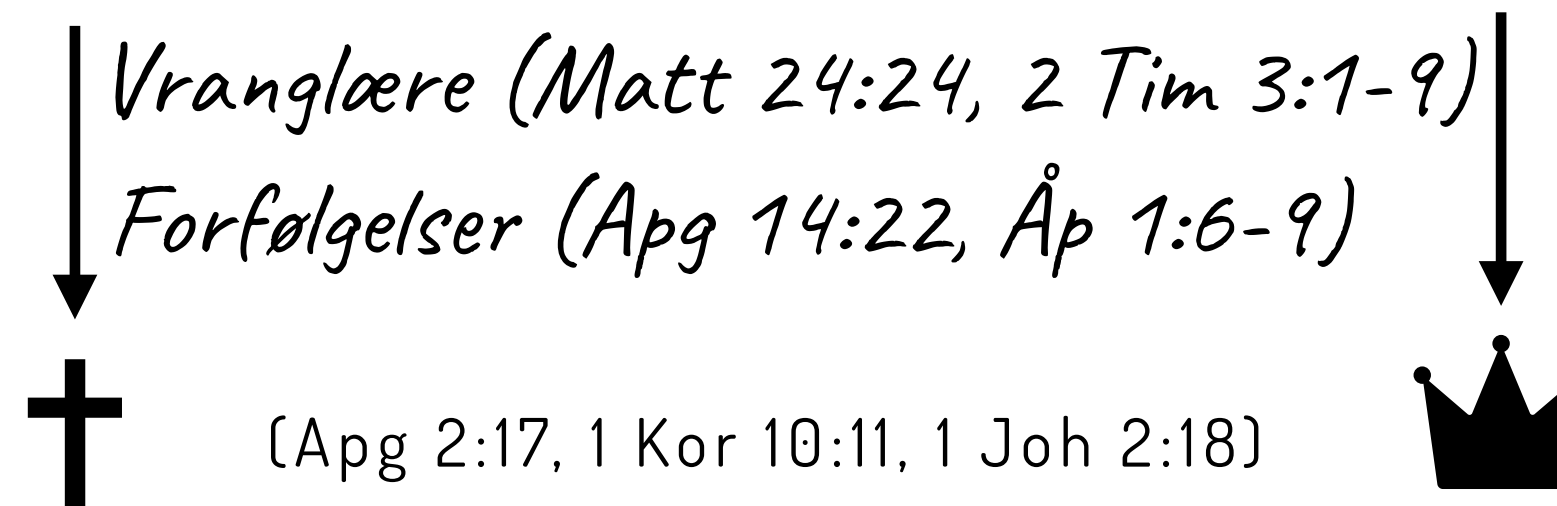 Vranglære (Matt 24:24, 2 Tim 3:1-9)
Forfølgelser (Apg 14:22, Åp 1:6-9)
(Apg 2:17, 1 Kor 10:11, 1 Joh 2:18)